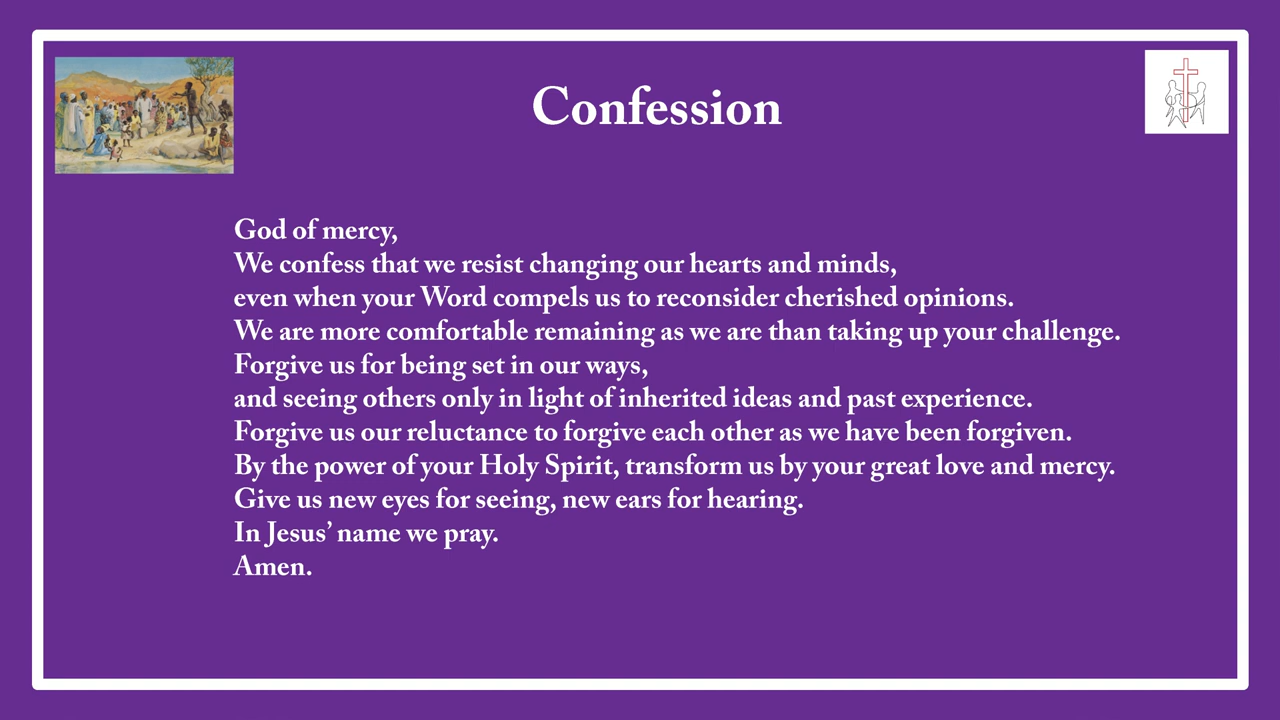 Confession
God of mercy,
We confess that we resist changing our hearts and minds,
even when your Word compels us to reconsider cherished opinions.
We are more comfortable remaining as we are than taking up your challenge.
Forgive us for being set in our ways,
and seeing others only in light of inherited ideas and past experience.
Forgive us our reluctance to forgive each other as we have been forgiven.
By the power of your Holy Spirit, transform us by your great love and mercy.
Give us new eyes for seeing, new ears for hearing.
In Jesus’ name we pray.
Amen.